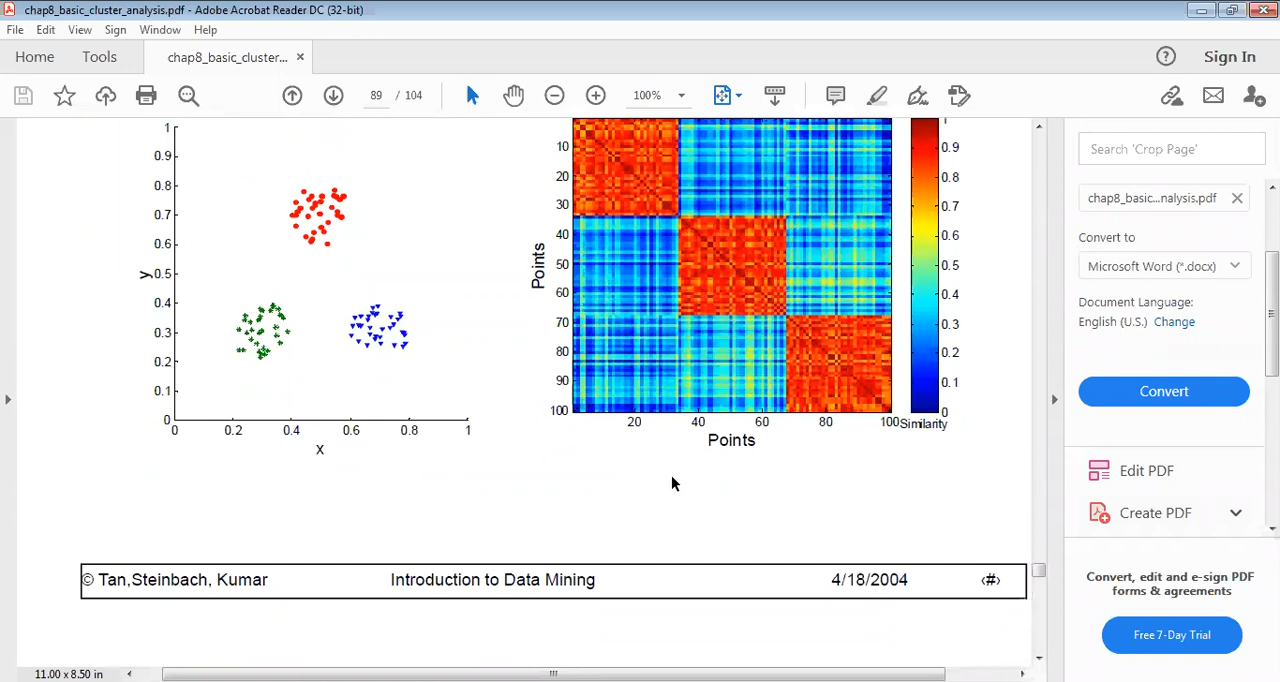 chap8_basic_cluster_analysis.pdf - Adobe Acrobat Reader DC (32-bit)
File Edit View Sign Window Help
Home Tools chap8_basic_cluster... × Sign In
89 / 104 100%
1
0.9
0.8
0.7
0.6
0.5
0.4
0.3
0.2
0.1
0
y
0 0.2 0.4 0.6 0.8 1
x
10
20
30
40
50
60
70
80
90
100
Points
20 40 60 80 100
Points
1
0.9
0.8
0.7
0.6
0.5
0.4
0.3
0.2
0.1
0
Similarity
© Tan,Steinbach, Kumar Introduction to Data Mining 4/18/2004 ‹#›
11.00 x 8.50 in
Search 'Crop Page'
chap8_basic...nalysis.pdf
Convert to
Microsoft Word (*.docx)
Document Language:
English (U.S.) Change
Convert
Edit PDF
Create PDF
Convert, edit and e-sign PDF
forms & agreements
Free 7-Day Trial